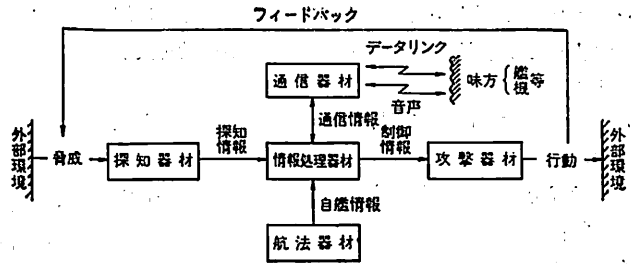 フィードバック
データリンク
通信器材
味方
艦
機
等
音声
通信情報
外部環境
脅威
探知器材
探知
情報
情報処理器材
制御
情報
攻撃器材
行動
外部環境
自艦情報
航法器材